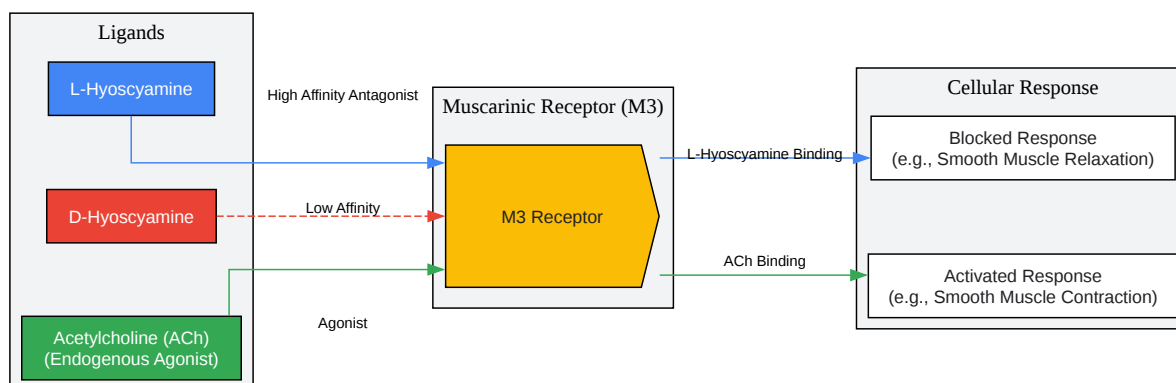 Ligands
L-Hyoscyamine
D-Hyoscyamine
Acetylcholine (ACh)
(Endogenous Agonist)
High Affinity Antagonist
Low Affinity
Agonist
Muscarinic Receptor (M3)
M3 Receptor
L-Hyoscyamine Binding
ACh Binding
Cellular Response
Blocked Response
(e.g., Smooth Muscle Relaxation)
Activated Response
(e.g., Smooth Muscle Contraction)